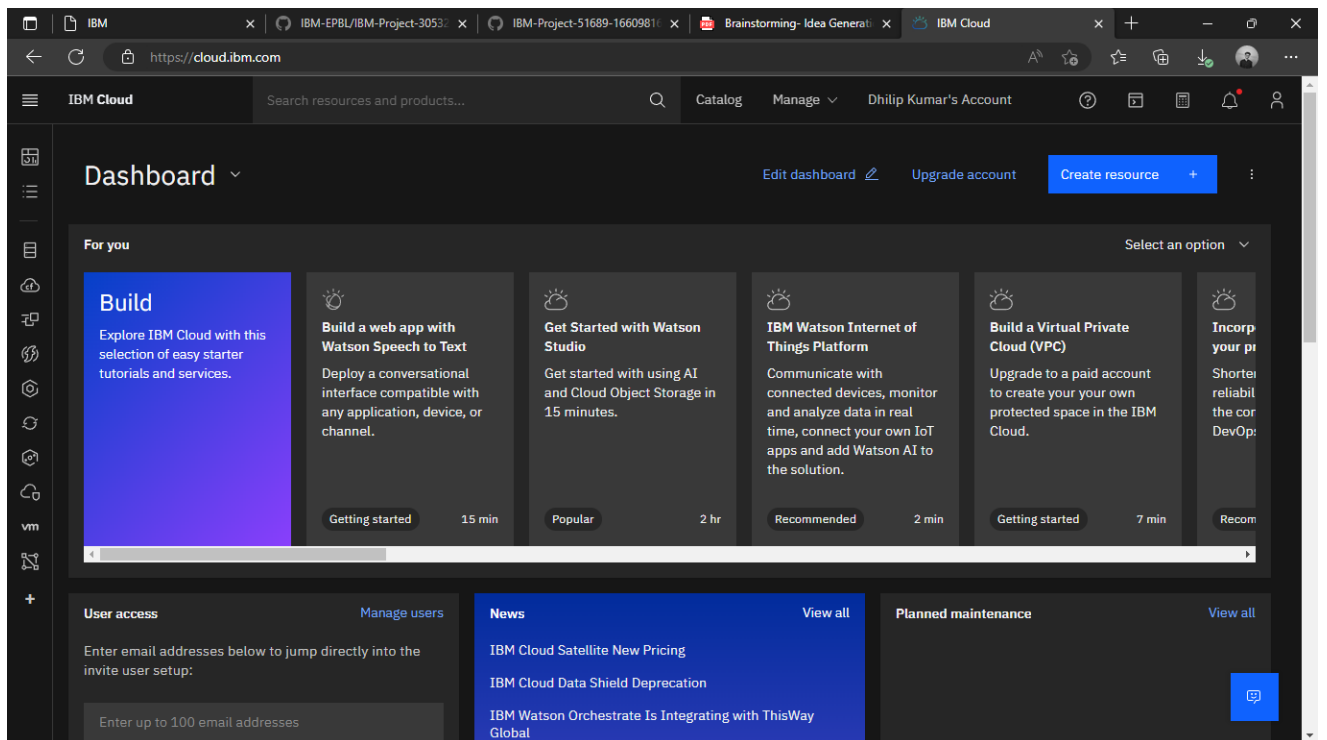 IBM
IBM-EPBL/IBM-Project-30532
IBM-Project-51689-1660981
Brainstorming- Idea Generati
IBM Cloud
https://cloud.ibm.com
IBM Cloud
Search resources and products...
Catalog
Manage
Dhilip Kumar's Account
Dashboard
Edit dashboard
Upgrade account
Create resource +
For you
Select an option
Build
Explore IBM Cloud with this
selection of easy starter
tutorials and services.
Build a web app with
Watson Speech to Text
Deploy a conversational
interface compatible with
any application, device, or
channel.
Getting started
15 min
Get Started with Watson
Studio
Get started with using AI
and Cloud Object Storage in
15 minutes.
Popular
2 hr
IBM Watson Internet of
Things Platform
Communicate with
connected devices, monitor
and analyze data in real
time, connect your own IoT
apps and add Watson AI to
the solution.
Recommended
2 min
Build a Virtual Private
Cloud (VPC)
Upgrade to a paid account
to create your your own
protected space in the IBM
Cloud.
Getting started
7 min
Incorp
your pr
Shorter
reliabil
the cor
DevOp
Recom
vm
User access
Manage users
Enter email addresses below to jump directly into the
invite user setup:
Enter up to 100 email addresses
News
View all
IBM Cloud Satellite New Pricing
IBM Cloud Data Shield Deprecation
IBM Watson Orchestrate Is Integrating with ThisWay
Global
Planned maintenance
View all